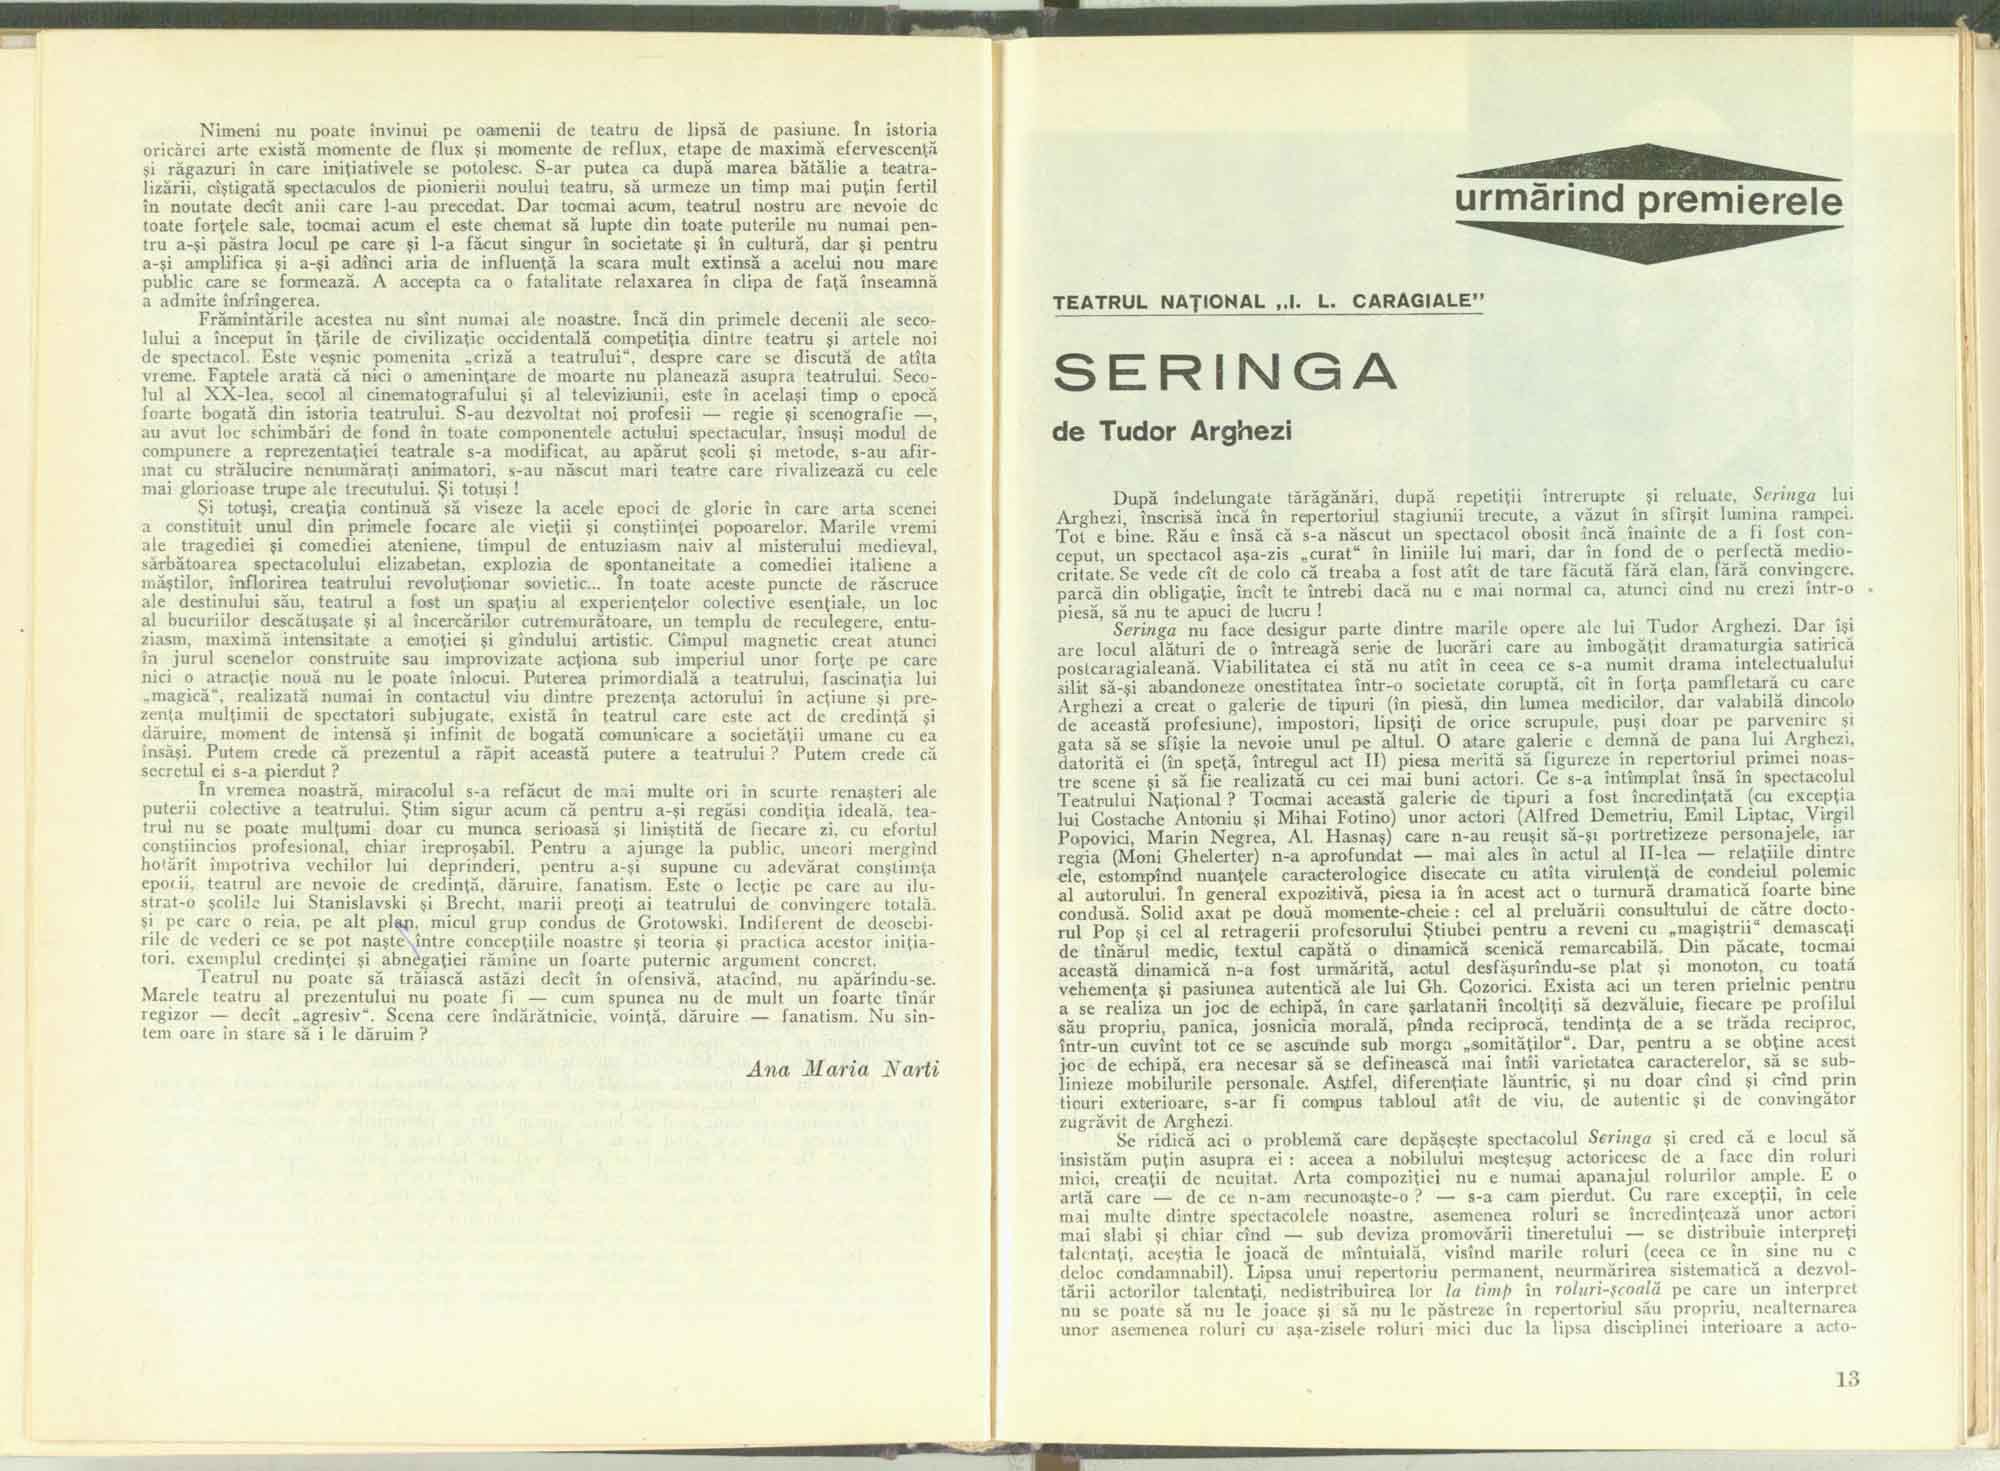 Nimeni nu poate învinui pe oamenii de teatru de lipsă de pasiune. În istoria
oricărei arte există momente de flux și momente de reflux, etape de maximă efervescență
și răgazuri în care inițiativele se potolesc. S-ar putea ca după marea bătălie a teatra-
lizării, cîștigată spectaculos de pionierii noului teatru, să urmeze un timp mai puțin fertil
în noutate decît anii care l-au precedat. Dar tocmai acum, teatrul nostru are nevoie de
toate forțele sale, tocmai acum el este chemat să lupte din toate puterile nu numai pen-
tru a-și păstra locul pe care și l-a făcut singur în societate și în cultură, dar și pentru
a-și amplifica și a-și adînci aria de influență la scara mult extinsă a acelui nou mare
public care se formează. A accepta ca o fatalitate relaxarea în clipa de față înseamnă
a admite înfrîngerea.
Frămîntările acestea nu sînt numai ale noastre. Încă din primele decenii ale seco-
lului a început în țările de civilizație occidentală competiția dintre teatru și artele noi
de spectacol. Este veșnic pomenita „criză a teatrului“, despre care se discută de atîta
vreme. Faptele arată că nici o amenințare de moarte nu planează asupra teatrului. Seco-
lul al XX-lea, secol al cinematografului și al televiziunii, este în același timp o epocă
foarte bogată din istoria teatrului. S-au dezvoltat noi profesii — regie și scenografie —,
au avut loc schimbări de fond în toate componentele actului spectacular, însuși modul de
compunere a reprezentației teatrale s-a modificat, au apărut școli și metode, s-au afir-
mat cu strălucire nenumărați animatori, s-au născut mari teatre care rivalizează cu cele
mai glorioase trupe ale trecutului. Și totuși !
Și totuși, creația continuă să viseze la acele epoci de glorie în care arta scenei
a constituit unul din primele focare ale vieții și conștiinței popoarelor. Marile vremi
ale tragediei și comediei ateniene, timpul de entuziasm naiv al misterului medieval,
sărbătoarea spectacolului elizabetan, explozia de spontaneitate a comediei italiene a
măștilor, înflorirea teatrului revoluționar sovietic... În toate aceste puncte de răscruce
ale destinului său, teatrul a fost un spațiu al experiențelor colective esențiale, un loc
al bucuriilor descătușate și al încercărilor cutremurătoare, un templu de reculegere, entu-
ziasm, maximă intensitate a emoției și gîndului artistic. Cîmpul magnetic creat atunci
în jurul scenelor construite sau improvizate acționa sub imperiul unor forțe pe care
nici o atracție nouă nu le poate înlocui. Puterea primordială a teatrului, fascinația lui
„magică“, realizată numai în contactul viu dintre prezența actorului în acțiune și pre-
zența mulțimii de spectatori subjugate, există în teatrul care este act de credință și
dăruire, moment de intensă și infinit de bogată comunicare a societății umane cu ea
însăși. Putem crede că prezentul a răpit această putere a teatrului ? Putem crede că
secretul ei s-a pierdut ?
În vremea noastră, miracolul s-a refăcut de mai multe ori în scurte renașteri ale
puterii colective a teatrului. Știm sigur acum că pentru a-și regăsi condiția ideală, tea-
trul nu se poate mulțumi doar cu munca serioasă și liniștită de fiecare zi, cu efortul
conștiincios profesional, chiar ireproșabil. Pentru a ajunge la public, uneori mergînd
hotărît împotriva vechilor lui deprinderi, pentru a-și supune cu adevărat conștiința
epocii, teatrul are nevoie de credință, dăruire, fanatism. Este o lecție pe care au ilu-
strat-o școlile lui Stanislavski și Brecht, marii preoți ai teatrului de convingere totală.
și pe care o reia, pe alt plan, micul grup condus de Grotowski. Indiferent de deosebi-
rile de vederi ce se pot naște între concepțiile noastre și teoria și practica acestor iniția-
tori, exemplul credinței și abnegației rămîne un foarte puternic argument concret.
Teatrul nu poate să trăiască astăzi decît în ofensivă, atacînd, nu apărîndu-se.
Marele teatru al prezentului nu poate fi — cum spunea nu de mult un foarte tînăr
regizor — decît „agresiv“. Scena cere îndărătnicie, voință, dăruire — fanatism. Nu sîn-
tem oare în stare să i le dăruim ?
Ana Maria Narti
urmărind premierele
TEATRUL NAȚIONAL „I. L. CARAGIALE”
SERINGA
de Tudor Arghezi
După îndelungate tărăgănări, după repetiții întrerupte și reluate, Seringa lui
Arghezi, înscrisă încă în repertoriul stagiunii trecute, a văzut în sfîrșit lumina rampei.
Tot e bine. Rău e însă că s-a născut un spectacol obosit încă înainte de a fi fost con-
ceput, un spectacol așa-zis „curat“ în liniile lui mari, dar în fond de o perfectă medio-
critate. Se vede cît de colo că treaba a fost atît de tare făcută fără elan, fără convingere,
parcă din obligație, încît te întrebi dacă nu e mai normal ca, atunci cînd nu crezi într-o
piesă, să nu te apuci de lucru !
Seringa nu face desigur parte dintre marile opere ale lui Tudor Arghezi. Dar își
are locul alături de o întreagă serie de lucrări care au îmbogățit dramaturgia satirică
postcaragialeană. Viabilitatea ei stă nu atît în ceea ce s-a numit drama intelectualului
silit să-și abandoneze onestitatea într-o societate coruptă, cît în forța pamfletară cu care
Arghezi a creat o galerie de tipuri (în piesă, din lumea medicilor, dar valabilă dincolo
de această profesiune), impostori, lipsiți de orice scrupule, puși doar pe parvenire și
gata să se sfîșie la nevoie unul pe altul. O atare galerie e demnă de pana lui Arghezi,
datorită ei (în speță, întregul act II) piesa merită să figureze în repertoriul primei noas-
tre scene și să fie realizată cu cei mai buni actori. Ce s-a întîmplat însă în spectacolul
Teatrului Național ? Tocmai această galerie de tipuri a fost încredințată (cu excepția
lui Costache Antoniu și Mihai Fotino) unor actori (Alfred Demetriu, Emil Liptac, Virgil
Popovici, Marin Negrea, Al. Hasnaș) care n-au reușit să-și portretizeze personajele, iar
regia (Moni Ghelerter) n-a aprofundat — mai ales în actul al II-lea — relațiile dintre
ele, estompînd nuanțele caracterologice disecate cu atîta virulență de condeiul polemic
al autorului. În general expozitivă, piesa ia în acest act o turnură dramatică foarte bine
condusă. Solid axat pe două momente-cheie : cel al preluării consultului de către docto-
rul Pop și cel al retragerii profesorului Știubei pentru a reveni cu „magiștrii“ demascați
de tînărul medic, textul capătă o dinamică scenică remarcabilă. Din păcate, tocmai
această dinamică n-a fost urmărită, actul desfășurîndu-se plat și monoton, cu toată
vehemența și pasiunea autentică ale lui Gh. Cozorici. Exista aci un teren prielnic pentru
a se realiza un joc de echipă, în care șarlatanii încolțiți să dezvăluie, fiecare pe profilul
său propriu, panica, josnicia morală, pînda reciprocă, tendința de a se trăda reciproc,
într-un cuvînt tot ce se ascunde sub morga „somităților“. Dar, pentru a se obține acest
joc de echipă, era necesar să se definească mai întîi varietatea caracterelor, să se sub-
linieze mobilurile personale. Astfel, diferențiate lăuntric, și nu doar cînd și cînd prin
ticuri exterioare, s-ar fi compus tabloul atît de viu, de autentic și de convingător
zugrăvit de Arghezi.
Se ridică aci o problemă care depășește spectacolul Seringa și cred că e locul să
insistăm puțin asupra ei : aceea a nobilului meșteșug actoricesc de a face din roluri
mici, creații de neuitat. Arta compoziției nu e numai apanajul rolurilor ample. E o
artă care — de ce n-am recunoaște-o ? — s-a cam pierdut. Cu rare excepții, în cele
mai multe dintre spectacolele noastre, asemenea roluri se încredințează unor actori
mai slabi și chiar cînd — sub deviza promovării tineretului — se distribuie interpreți
talentați, aceștia le joacă de mîntuială, visînd marile roluri (ceea ce în sine nu e
deloc condamnabil). Lipsa unui repertoriu permanent, neurmărirea sistematică a dezvol-
tării actorilor talentați, nedistribuirea lor la timp în roluri-școală pe care un interpret
nu se poate să nu le joace și să nu le păstreze în repertoriul său propriu, nealternarea
unor asemenea roluri cu așa-zisele roluri mici duc la lipsa disciplinei interioare a acto-
13